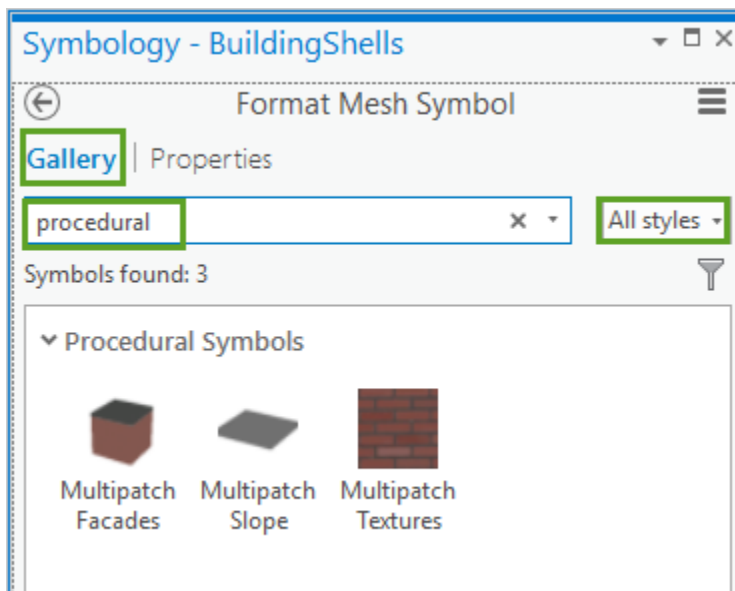 Symbology - BuildingShells
Format Mesh Symbol
Gallery | Properties
procedural
All styles
Symbols found: 3
Procedural Symbols
Multipatch Facades
Multipatch Slope
Multipatch Textures